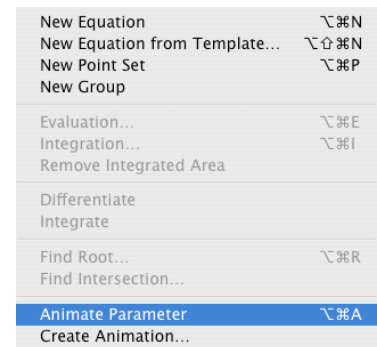 New Equation ⌥⌘N
New Equation from Template... ⌥⇧⌘N
New Point Set ⌥⌘P
New Group
Evaluation... ⌥⌘E
Integration... ⌥⌘I
Remove Integrated Area
Differentiate
Integrate
Find Root... ⌥⌘R
Find Intersection...
Animate Parameter ⌥⌘A
Create Animation...